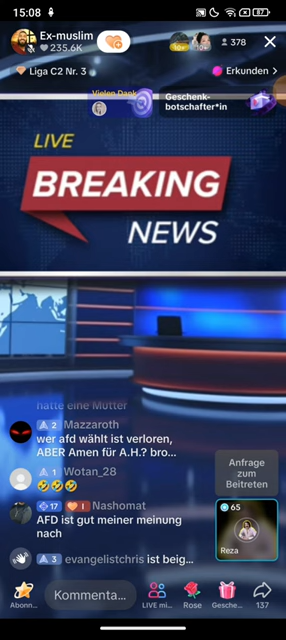 15:08
87
Ex-muslim
235.6K
378
Liga C2 Nr. 3
Erkunden >
Vielen Dank
Geschenk-
botschafter*in
LIVE
BREAKING
NEWS
hatte eine Mutter
2 Mazzaroth
wer afd wählt ist verloren,
ABER Amen für A.H.? bro...
1 Wotan_28
🤣🤣🤣
17 1 Nashomat
AFD ist gut meiner meinung
nach
3 evangelistchris ist beig...
Anfrage
zum
Beitreten
65
Reza
Abonn...
Kommenta...
LIVE mi...
Rose
Gesche...
137